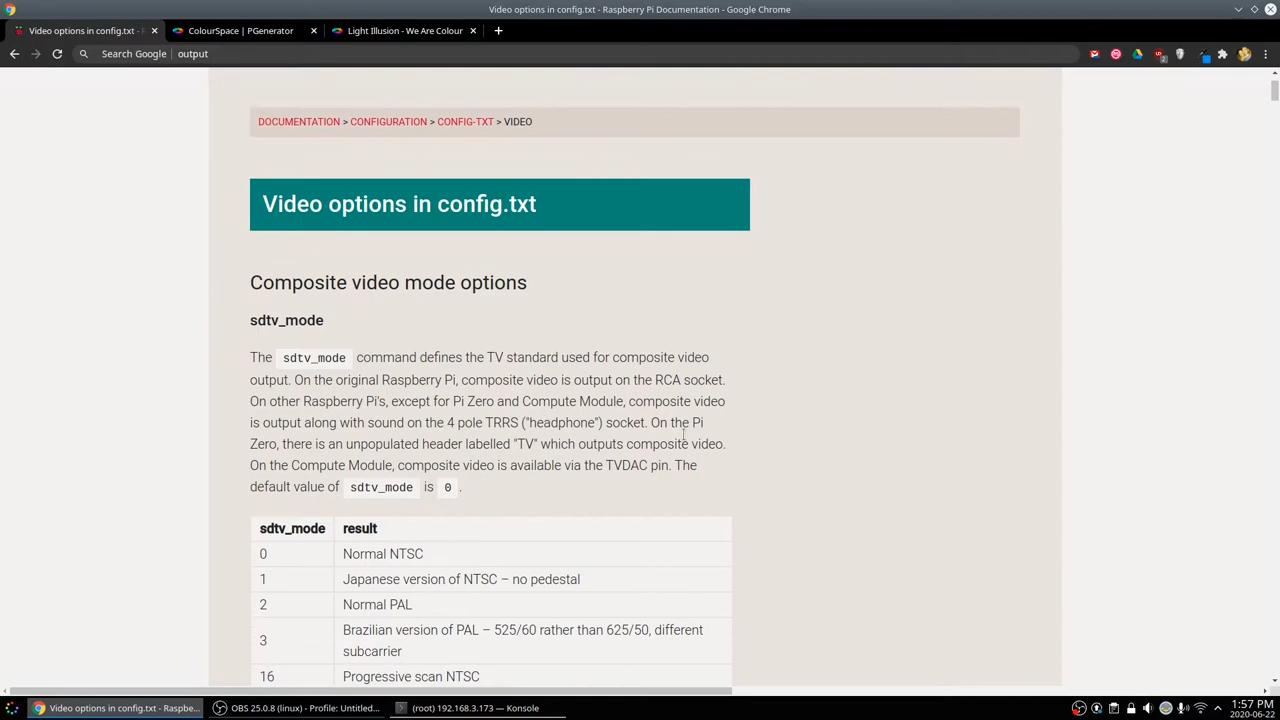 Video options in config.txt - Raspberry Pi Documentation - Google Chrome
Video options in config.txt - R
ColourSpace | PGenerator
Light Illusion - We Are Colour
Search Google
output
DOCUMENTATION > CONFIGURATION > CONFIG-TXT > VIDEO
Video options in config.txt
Composite video mode options
sdtv_mode
The sdtv_mode command defines the TV standard used for composite video
output. On the original Raspberry Pi, composite video is output on the RCA socket.
On other Raspberry Pi's, except for Pi Zero and Compute Module, composite video
is output along with sound on the 4 pole TRRS ("headphone") socket. On the Pi
Zero, there is an unpopulated header labelled "TV" which outputs composite video.
On the Compute Module, composite video is available via the TVDAC pin. The
default value of sdtv_mode is 0 .
sdtv_mode result
0 Normal NTSC
1 Japanese version of NTSC – no pedestal
2 Normal PAL
3 Brazilian version of PAL – 525/60 rather than 625/50, different
subcarrier
16 Progressive scan NTSC
Video options in config.txt - Raspbe...
OBS 25.0.8 (linux) - Profile: Untitled...
(root) 192.168.3.173 — Konsole
1:57 PM
2020-06-22